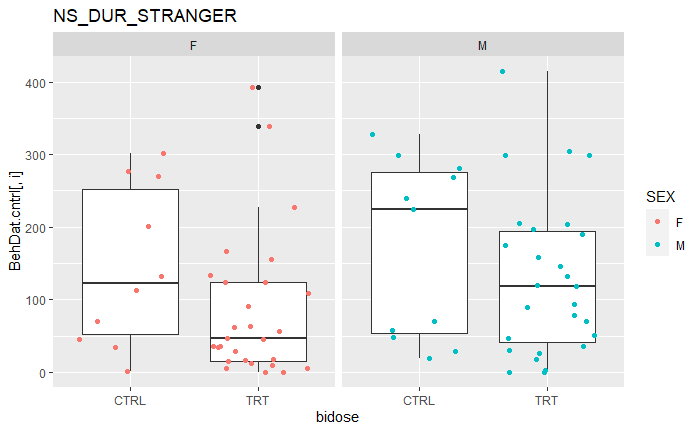 NS_DUR_STRANGER
F
M
BehDat.cntrl[, i]
400
300
200
100
0
CTRL
TRT
CTRL
TRT
bidose
SEX
F
M